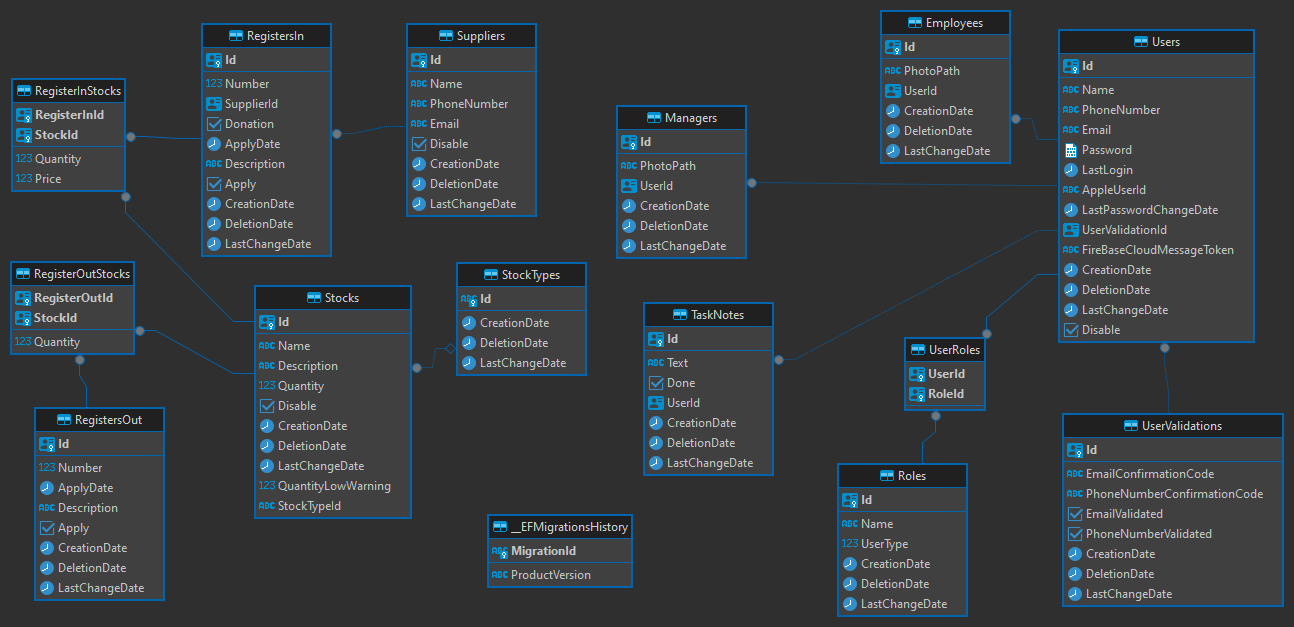 RegisterInStocks
RegisterInId
StockId
123 Quantity
123 Price
RegistersIn
Id
123 Number
SupplierId
Donation
ApplyDate
ABC Description
Apply
CreationDate
DeletionDate
LastChangeDate
Suppliers
Id
ABC Name
ABC PhoneNumber
ABC Email
Disable
CreationDate
DeletionDate
LastChangeDate
Managers
Id
ABC PhotoPath
UserId
CreationDate
DeletionDate
LastChangeDate
Employees
Id
ABC PhotoPath
UserId
CreationDate
DeletionDate
LastChangeDate
Users
Id
ABC Name
ABC PhoneNumber
ABC Email
Password
LastLogin
ABC AppleUserId
LastPasswordChangeDate
UserValidationId
ABC FireBaseCloudMessageToken
CreationDate
DeletionDate
LastChangeDate
Disable
RegisterOutStocks
RegisterOutId
StockId
123 Quantity
RegistersOut
Id
123 Number
ApplyDate
ABC Description
Apply
CreationDate
DeletionDate
LastChangeDate
Stocks
Id
ABC Name
ABC Description
123 Quantity
Disable
CreationDate
DeletionDate
LastChangeDate
123 QuantityLowWarning
ABC StockTypeId
StockTypes
ABC Id
CreationDate
DeletionDate
LastChangeDate
TaskNotes
Id
ABC Text
Done
UserId
CreationDate
DeletionDate
LastChangeDate
UserRoles
UserId
RoleId
__EFMigrationsHistory
ABC MigrationId
ABC ProductVersion
Roles
Id
ABC Name
123 UserType
CreationDate
DeletionDate
LastChangeDate
UserValidations
Id
ABC EmailConfirmationCode
ABC PhoneNumberConfirmationCode
EmailValidated
PhoneNumberValidated
CreationDate
DeletionDate
LastChangeDate